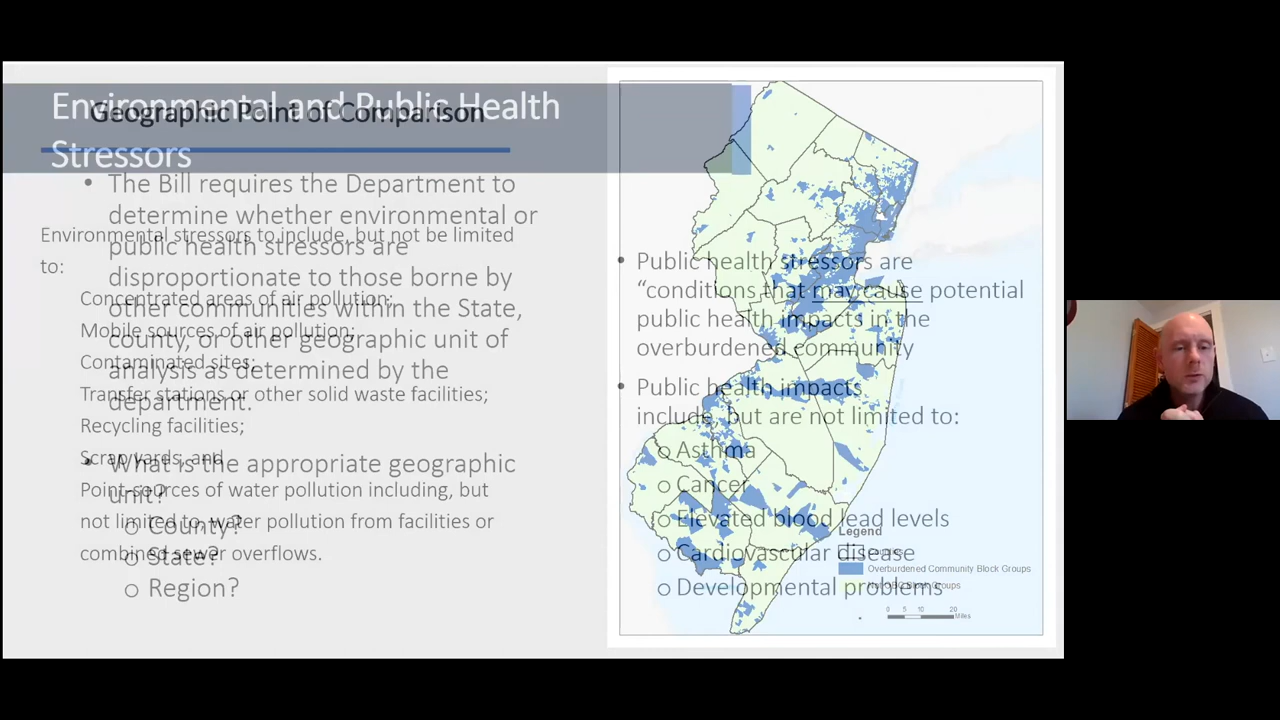 Environmental and Public Health
Stressors
Environmental stressors to include, but not be limited
to:
Concentrated areas of air pollution;
Mobile sources of air pollution;
Contaminated sites;
Transfer stations or other solid waste facilities;
Recycling facilities;
Scrap yards, and
Point-sources of water pollution including, but
not limited to, water pollution from facilities or
combined sewer overflows.
• Public health stressors are
“conditions that may cause potential
public health impacts in the
overburdened community
• Public health impacts
include, but are not limited to:
o Asthma
o Cancer
o Elevated blood lead levels
o Cardiovascular disease
o Developmental problems
Geographic Point of Comparison
• The Bill requires the Department to
determine whether environmental or
public health stressors are
disproportionate to those borne by
other communities within the State,
county, or other geographic unit of
analysis as determined by the
department.
• What is the appropriate geographic
unit?
o County?
o State?
o Region?
Legend
Overburdened Community Block Groups
Block Groups
0 5 10 20
Miles